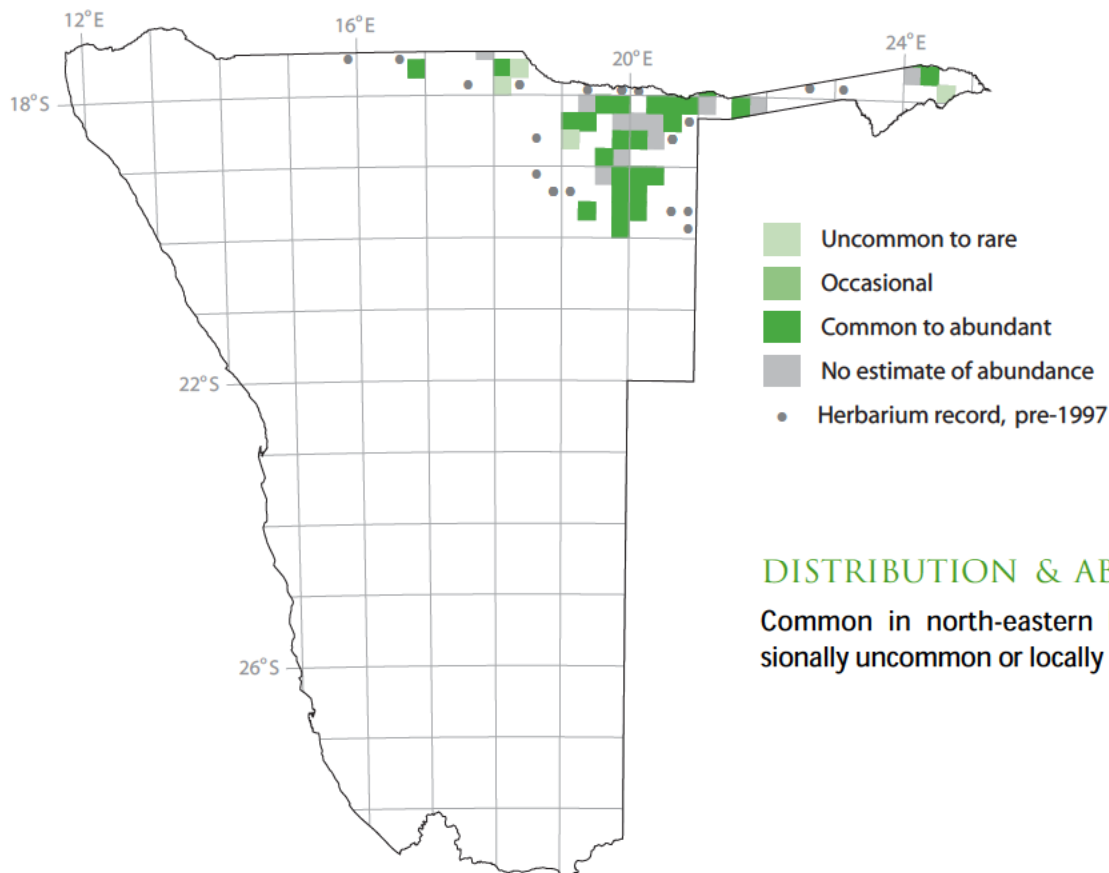 12°E
16°E
20°E
24°E
18°S
22°S
26°S
Uncommon to rare
Occasional
Common to abundant
No estimate of abundance
Herbarium record, pre-1997
DISTRIBUTION & AB
Common in north-eastern
sionally uncommon or locally